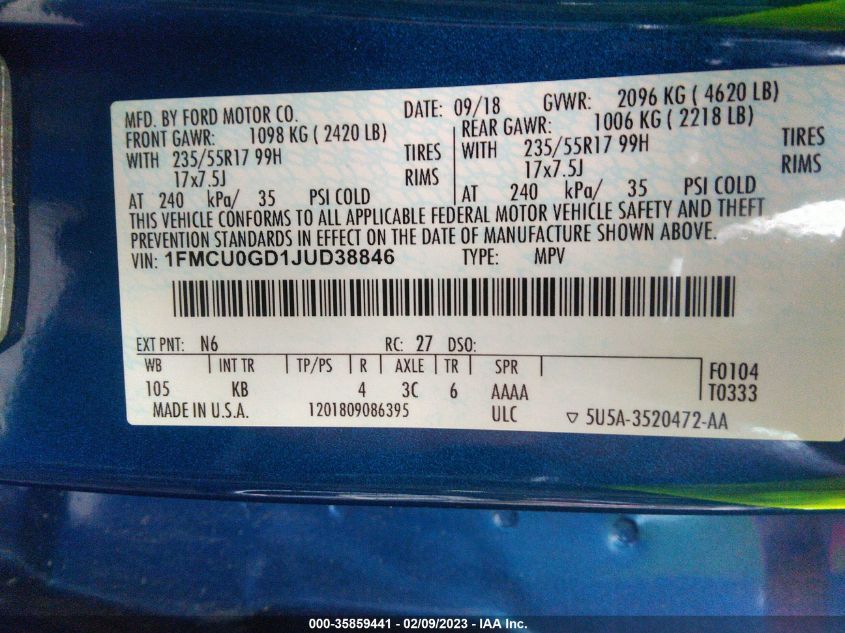 MFD. BY FORD MOTOR CO. DATE: 09/18 GVWR: 2096 KG ( 4620 LB)
FRONT GAWR: 1098 KG ( 2420 LB) REAR GAWR: 1006 KG ( 2218 LB)
WITH 235/55R17 99H TIRES WITH 235/55R17 99H TIRES
17x7.5J RIMS 17x7.5J RIMS
AT 240 kPa/ 35 PSI COLD AT 240 kPa/ 35 PSI COLD
THIS VEHICLE CONFORMS TO ALL APPLICABLE FEDERAL MOTOR VEHICLE SAFETY AND THEFT
PREVENTION STANDARDS IN EFFECT ON THE DATE OF MANUFACTURE SHOWN ABOVE.
VIN: 1FMCU0GD1JUD38846 TYPE: MPV
EXT PNT: N6 RC: 27 DSO:
WB INT TR TP/PS R AXLE TR SPR F0104
105 KB 4 3C 6 AAAA T0333
MADE IN U.S.A. 1201809086395 ULC ▽ 5U5A-3520472-AA
000-35859441 - 02/09/2023 - IAA Inc.